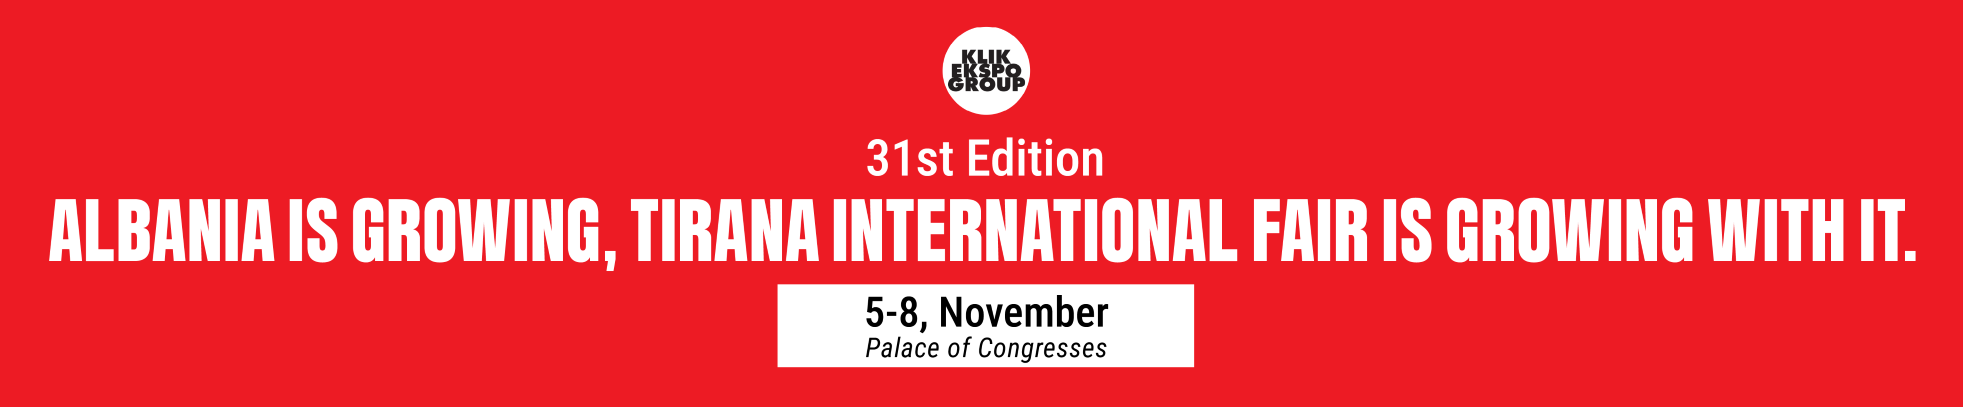 KLIK
EKSPO
GROUP
31st Edition
ALBANIA IS GROWING, TIRANA INTERNATIONAL FAIR IS GROWING WITH IT.
5-8, November
Palace of Congresses